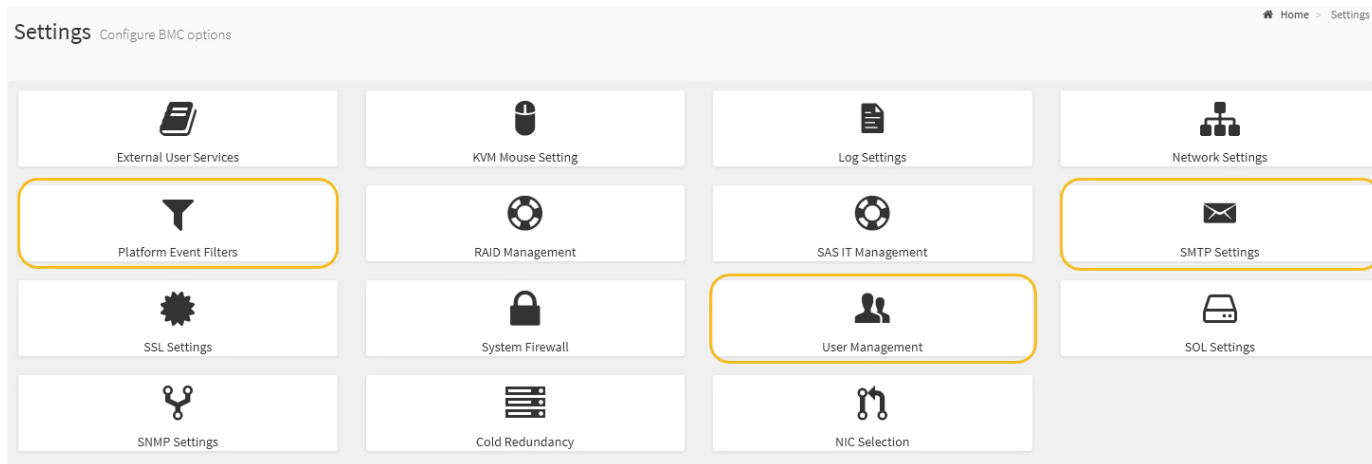 Home > Settings
Settings Configure BMC options
External User Services
KVM Mouse Setting
Log Settings
Network Settings
Platform Event Filters
RAID Management
SAS IT Management
SMTP Settings
SSL Settings
System Firewall
User Management
SOL Settings
SNMP Settings
Cold Redundancy
NIC Selection